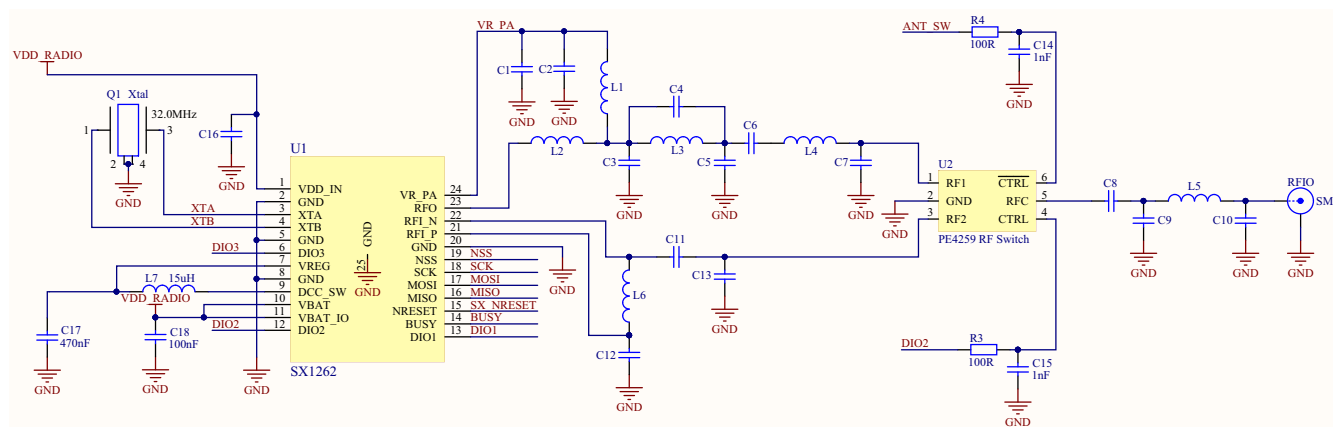 VDD_RADIO
Q1 Xtal
32.0MHz
1
3
2
4
GND
C16
GND
XTA
XTB
DIO3
L7 15uH
VDD_RADIO
C17
470nF
C18
100nF
DIO2
GND
GND
GND
U1
1 VDD_IN
2 GND
3 XTA
4 XTB
5 GND
6 DIO3
7 VREG
8 GND
9 DCC_SW
10 VBAT
11 VBAT_IO
12 DIO2
GND
25
GND
VR_PA 24
RFO 23
RFI_N 22
RFI_P 21
GND 20
NSS 19 NSS
SCK 18 SCK
MOSI 17 MOSI
MISO 16 MISO
NRESET 15 SX_NRESET
BUSY 14 BUSY
DIO1 13 DIO1
SX1262
GND
VR_PA
C1
GND
C2
GND
L1
L2
C4
C3
GND
L3
C5
GND
C6
L4
C7
GND
C11
C13
GND
L6
C12
GND
ANT_SW
R4
100R
C14
1nF
GND
U2
1 RF1
2 GND
3 RF2
CTRL 6
RFC 5
CTRL 4
PE4259 RF Switch
GND
C8
C9
GND
L5
C10
GND
RFIO
SM
GND
DIO2
R3
100R
C15
1nF
GND